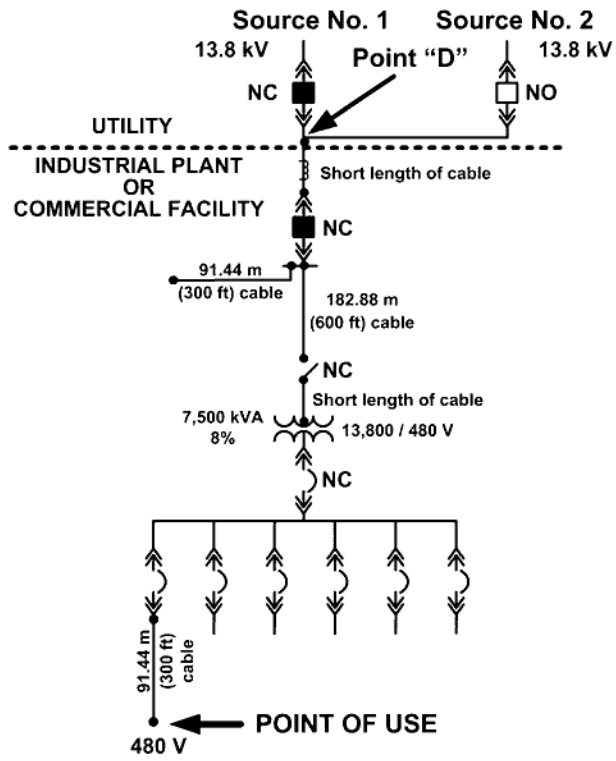 Source No. 1
Source No. 2
13.8 kV
Point “D”
13.8 kV
NC
NO
UTILITY
INDUSTRIAL PLANT
OR
COMMERCIAL FACILITY
Short length of cable
NC
91.44 m
(300 ft) cable
182.88 m
(600 ft) cable
NC
Short length of cable
7,500 kVA
8%
13,800 / 480 V
NC
91.44 m
(300 ft)
cable
POINT OF USE
480 V